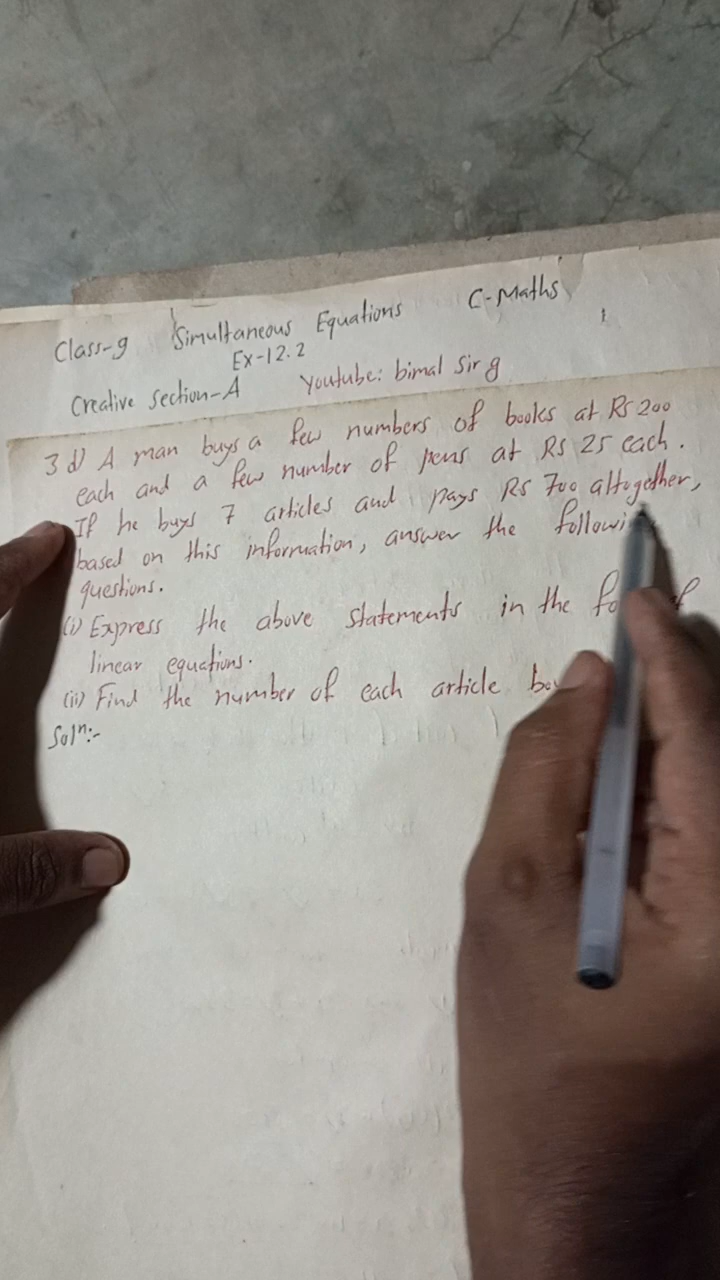 Class-9 Simultaneous Equations C-Maths
Ex-12.2
Creative Section-A Youtube: bimal Sir 9
3 d) A man buys a few numbers of books at Rs 200
each and a few number of pens at Rs 25 each.
If he buys 7 articles and pays Rs 700 altogether,
based on this information, answer the
questions.
(i) Express the above statements in the
linear equations.
(ii) Find the number of each article
Solⁿ:-